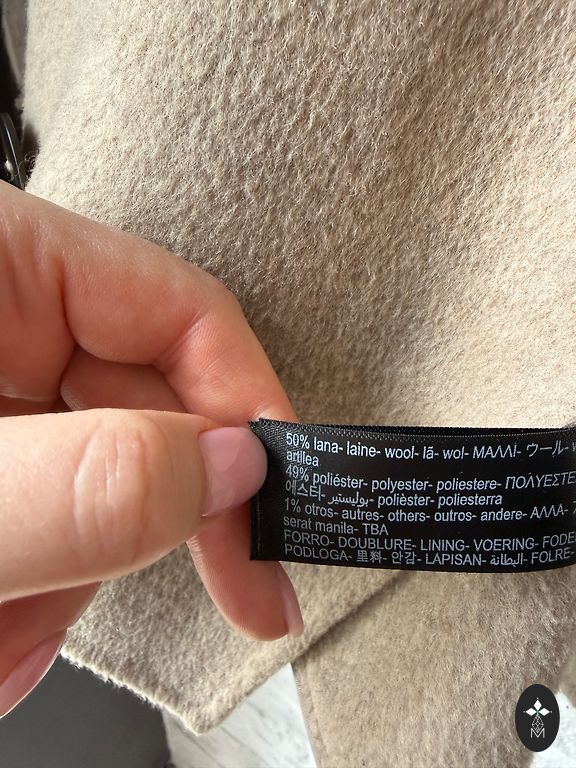 50% lana- laine- wool- lã- wol- ΜΑΛΛΙ- ウール-
artilea
49% poliéster- polyester- poliestere- ΠΟΛΥΕΣΤΕ
에스터- بوليستير- polièster- poliesterra
1% otros- autres- others- outros- andere- ΑΛΛΑ-
serat manila- TBA
FORRO- DOUBLURE- LINING- VOERING- FODE
PODLOGA- 里料- 안감- LAPISAN- البطانة- FOLRE-
M